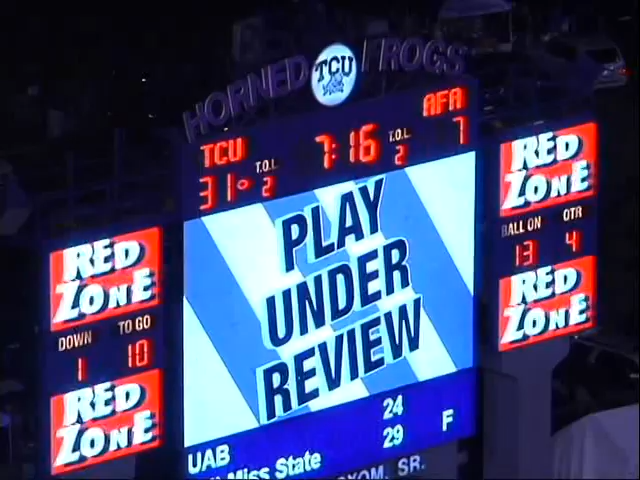 HORNED TCU FROGS
TCU 7:16 AFA
T.O.L T.O.L
31 2 2 7
PLAY
UNDER
REVIEW
RED
ZONE
DOWN TO GO
1 10
RED
ZONE
RED
ZONE
BALL ON QTR
13 4
RED
ZONE
24
UAB
29 F
Miss State
SR.